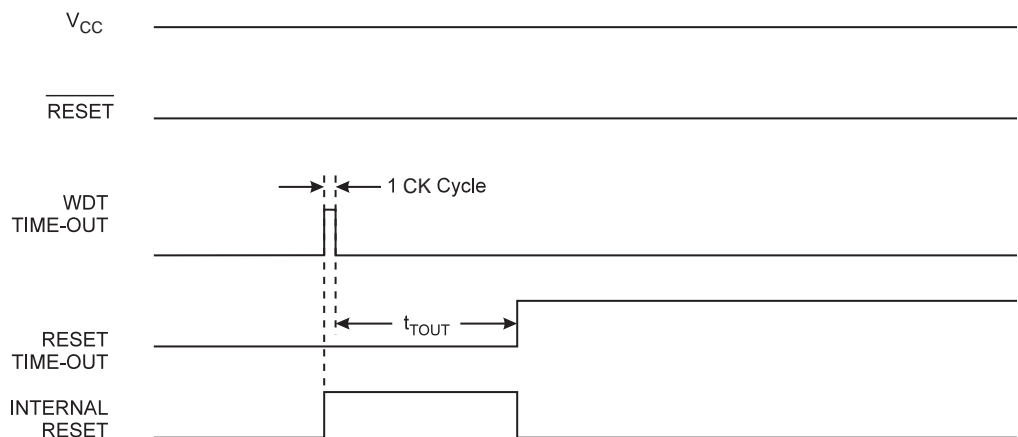 VCC
RESET
1 CK Cycle
WDT
TIME-OUT
RESET
TIME-OUT
tTOUT
INTERNAL
RESET